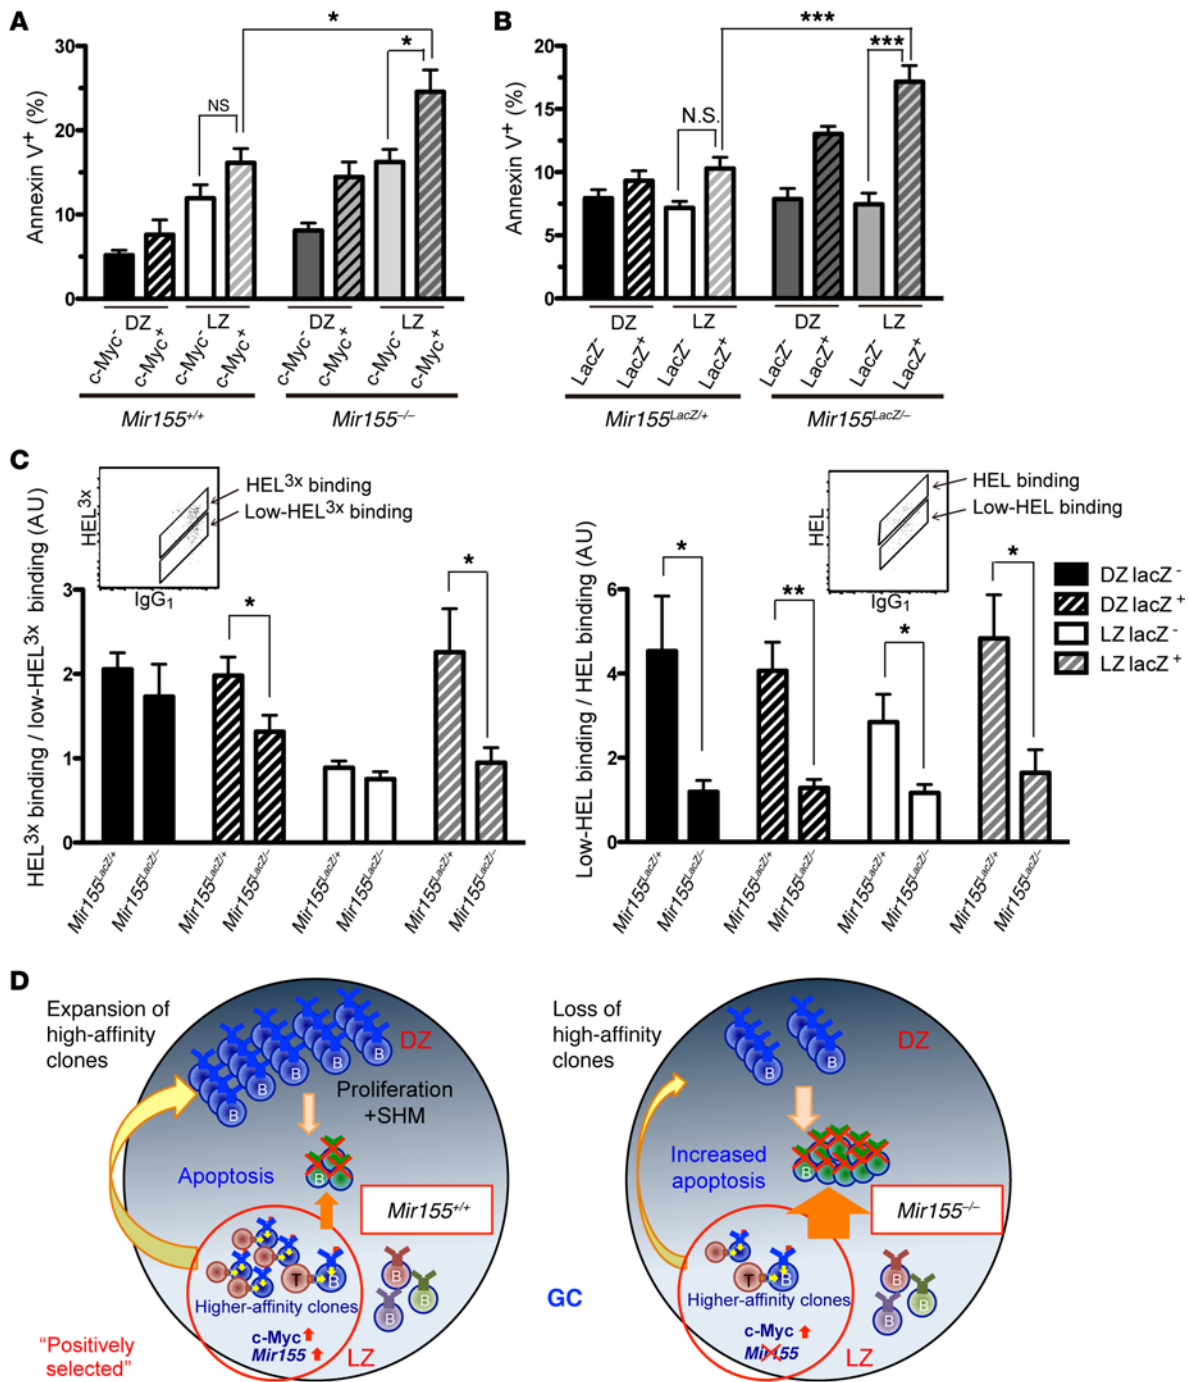 A
Annexin V+ (%)
30
20
10
0
*
*
NS
c-Myc-
c-Myc+
c-Myc-
c-Myc+
c-Myc-
c-Myc+
c-Myc-
c-Myc+
DZ
LZ
DZ
LZ
Mir155+/+
Mir155–/–
B
Annexin V+ (%)
20
15
10
5
0
***
***
N.S.
DZ
LZ
DZ
LZ
LacZ-
LacZ+
LacZ-
LacZ+
LacZ-
LacZ+
LacZ-
LacZ+
Mir155LacZ/+
Mir155LacZ/–
C
HEL3x
IgG1
HEL3x binding
Low-HEL3x binding
HEL3x binding / low-HEL3x binding (AU)
3
2
1
0
*
*
Mir155LacZ/+
Mir155LacZ/–
Mir155LacZ/+
Mir155LacZ/–
Mir155LacZ/+
Mir155LacZ/–
Mir155LacZ/+
Mir155LacZ/–
HEL
IgG1
HEL binding
Low-HEL binding
Low-HEL binding / HEL binding (AU)
6
4
2
0
*
**
*
*
Mir155LacZ/+
Mir155LacZ/–
Mir155LacZ/+
Mir155LacZ/–
Mir155LacZ/+
Mir155LacZ/–
Mir155LacZ/+
Mir155LacZ/–
DZ lacZ-
DZ lacZ+
LZ lacZ-
LZ lacZ+
D
Expansion of
high-affinity
clones
DZ
B
B
B
B
B
Proliferation
+SHM
Apoptosis
B
Mir155+/+
T
B
B
B
B
Higher-affinity clones
c-Myc
Mir155
"Positively
selected"
LZ
GC
Loss of
high-affinity
clones
DZ
B
B
Increased
apoptosis
B
Mir155–/–
T
B
B
B
B
Higher-affinity clones
c-Myc
Mir155
LZ